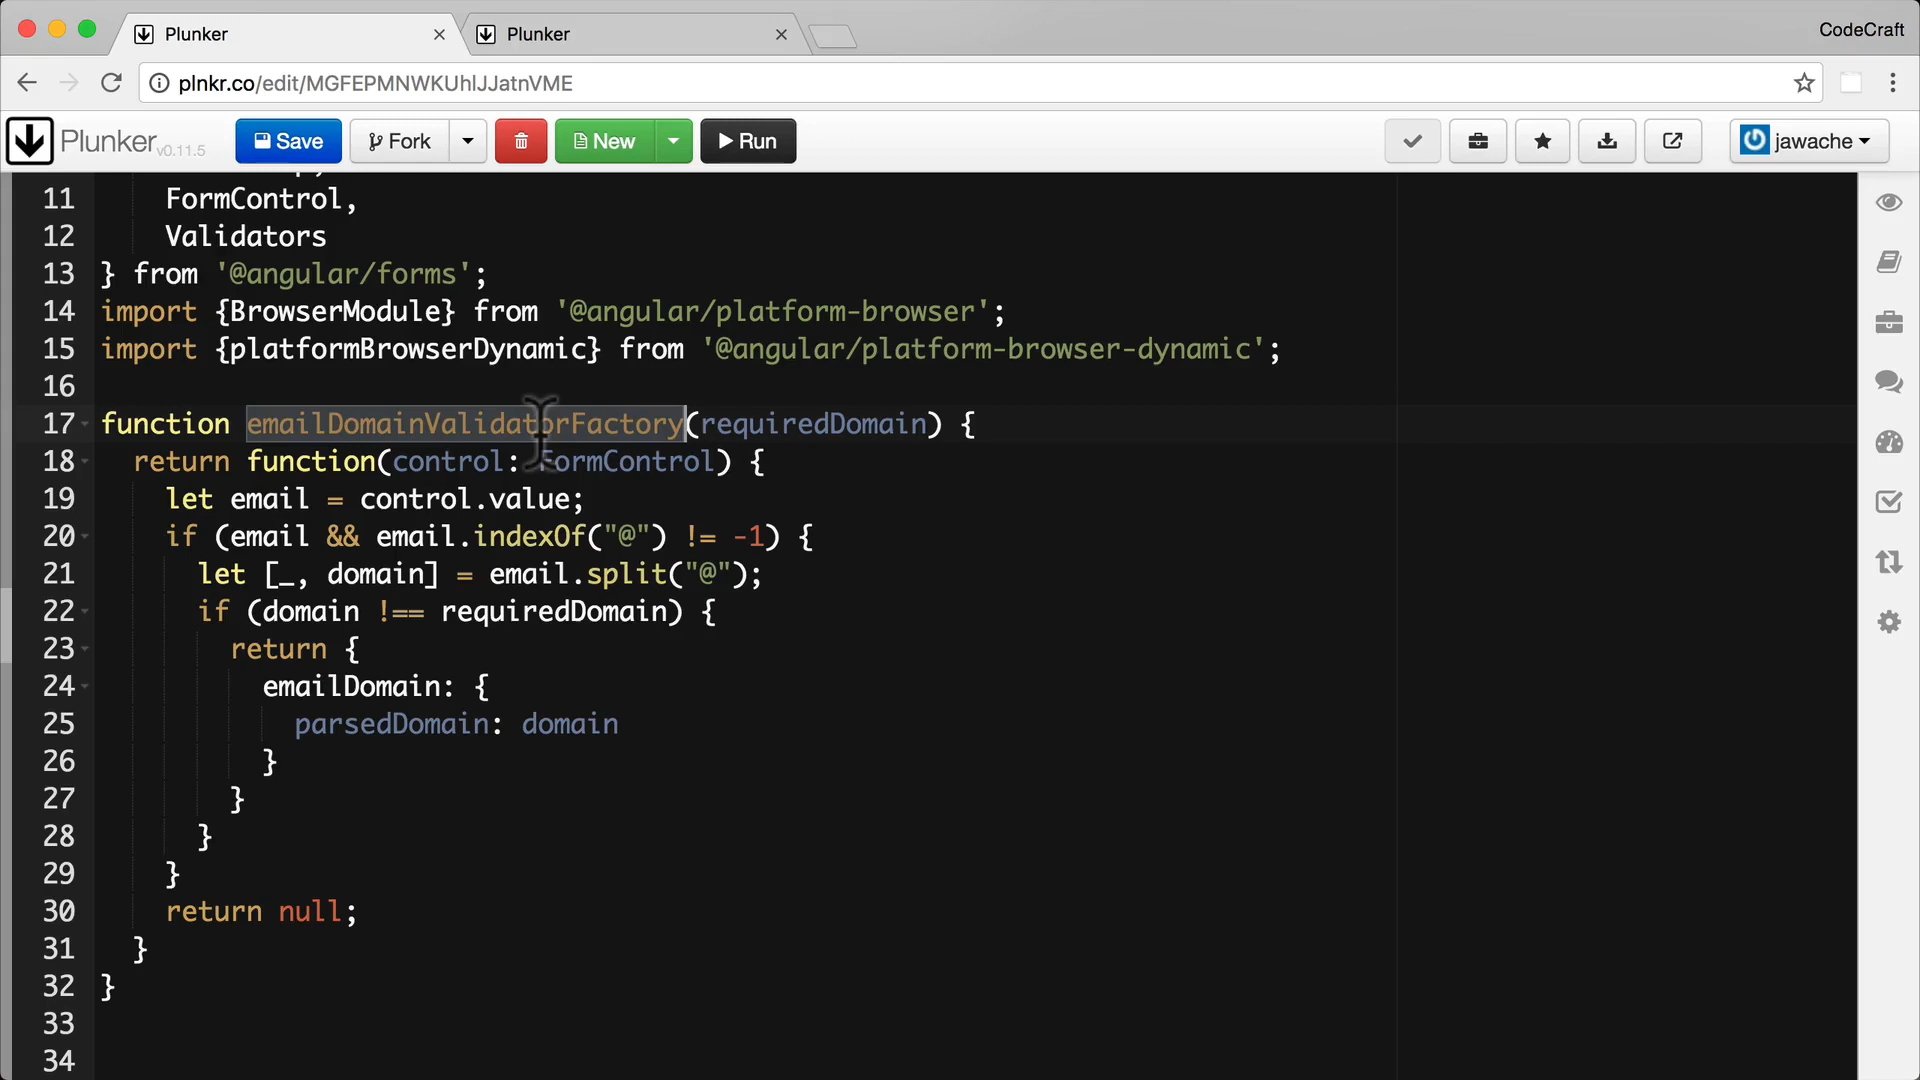 Plunker
Plunker
CodeCraft
plnkr.co/edit/MGFEPMNWKUhlJJatnVME
Plunker v0.11.5
Save
Fork
New
Run
jawache
11 FormControl,
12 Validators
13 } from '@angular/forms';
14 import {BrowserModule} from '@angular/platform-browser';
15 import {platformBrowserDynamic} from '@angular/platform-browser-dynamic';
16
17 function emailDomainValidatorFactory(requiredDomain) {
18 return function(control: FormControl) {
19 let email = control.value;
20 if (email && email.indexOf("@") != -1) {
21 let [_, domain] = email.split("@");
22 if (domain !== requiredDomain) {
23 return {
24 emailDomain: {
25 parsedDomain: domain
26 }
27 }
28 }
29 }
30 return null;
31 }
32 }
33
34